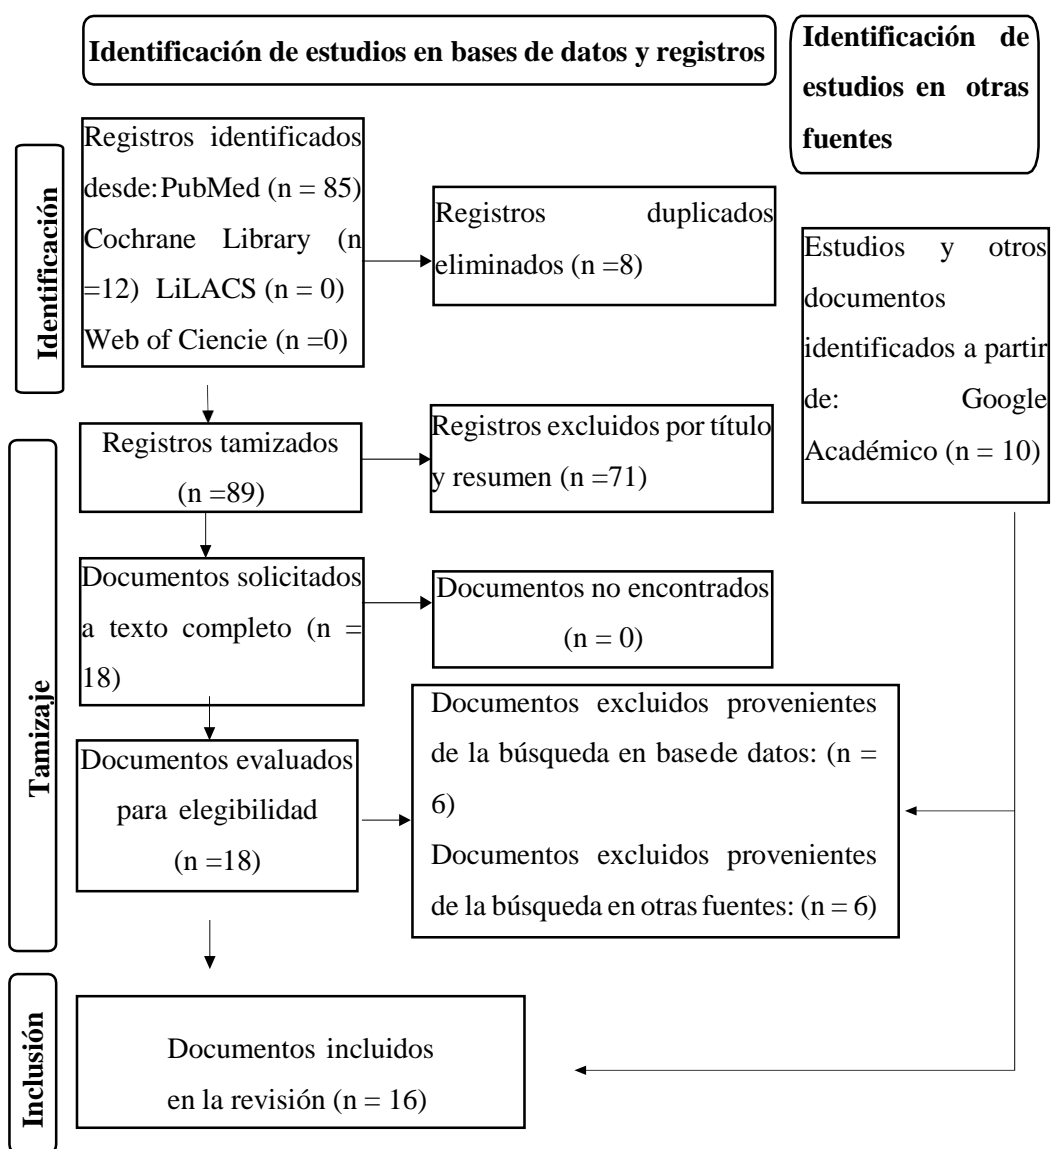 Identificación de estudios en bases de datos y registros
Identificación de
estudios en otras
fuentes
Identificación
Registros identificados
desde: PubMed (n = 85)
Cochrane Library (n
=12) LiLACS (n = 0)
Web of Ciencie (n =0)
Registros duplicados
eliminados (n =8)
Estudios y otros
documentos
identificados a partir
de: Google
Académico (n = 10)
Tamizaje
Registros tamizados
(n =89)
Registros excluidos por título
y resumen (n =71)
Documentos solicitados
a texto completo (n =
18)
Documentos no encontrados
(n = 0)
Documentos evaluados
para elegibilidad
(n =18)
Documentos excluidos provenientes
de la búsqueda en base de datos: (n =
6)
Documentos excluidos provenientes
de la búsqueda en otras fuentes: (n = 6)
Inclusión
Documentos incluidos
en la revisión (n = 16)